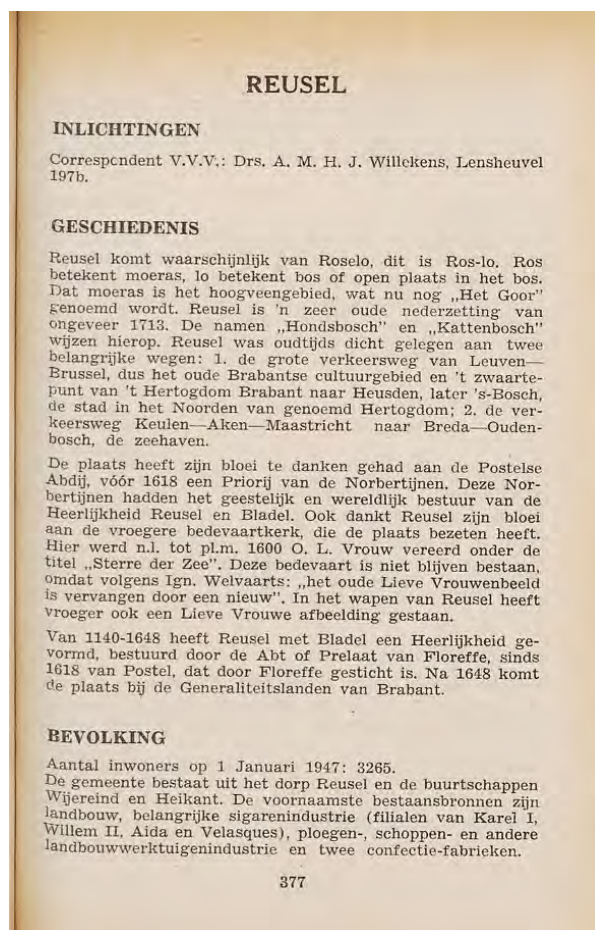 REUSEL
INLICHTINGEN
Correspcndent V.V.V.: Drs. A. M. H. J. Willekens, Lensheuvel
197b.
GESCHIEDENIS
Reusel komt waarschijnlijk van Roselo, dit is Ros-lo. Ros
betekent moeras, lo betekent bos of open plaats in het bos.
Dat moeras is het hoogveengebied, wat nu nog „Het Goor”
genoemd wordt. Reusel is 'n zeer oude nederzetting van
ongeveer 1713. De namen „Hondsbosch” en „Kattenbosch”
wijzen hierop. Reusel was oudtijds dicht gelegen aan twee
belangrijke wegen: 1. de grote verkeersweg van Leuven—
Brussel, dus het oude Brabantse cultuurgebied en 't zwaarte-
punt van 't Hertogdom Brabant naar Heusden, later 's-Bosch,
de stad in het Noorden van genoemd Hertogdom; 2. de ver-
keersweg Keulen—Aken—Maastricht naar Breda—Ouden-
bosch, de zeehaven.
De plaats heeft zijn bloei te danken gehad aan de Postelse
Abdij, vóór 1618 een Priorij van de Norbertijnen. Deze Nor-
bertijnen hadden het geestelijk en wereldlijk bestuur van de
Heerlijkheid Reusel en Bladel. Ook dankt Reusel zijn bloei
aan de vroegere bedevaartkerk, die de plaats bezeten heeft.
Hier werd n.l. tot pl.m. 1600 O. L. Vrouw vereerd onder de
titel „Sterre der Zee”. Deze bedevaart is niet blijven bestaan,
omdat volgens Ign. Welvaarts: „het oude Lieve Vrouwenbeeld
is vervangen door een nieuw”. In het wapen van Reusel heeft
vroeger ook een Lieve Vrouwe afbeelding gestaan.
Van 1140-1648 heeft Reusel met Bladel een Heerlijkheid ge-
vormd, bestuurd door de Abt of Prelaat van Floreffe, sinds
1618 van Postel, dat door Floreffe gesticht is. Na 1648 komt
de plaats bij de Generaliteitslanden van Brabant.
BEVOLKING
Aantal inwoners op 1 Januari 1947: 3265.
De gemeente bestaat uit het dorp Reusel en de buurtschappen
Wijereind en Heikant. De voornaamste bestaansbronnen zijn
landbouw, belangrijke sigarenindustrie (filialen van Karel I,
Willem II, Aida en Velasques), ploegen-, schoppen- en andere
landbouwwerktuigenindustrie en twee confectie-fabrieken.
377